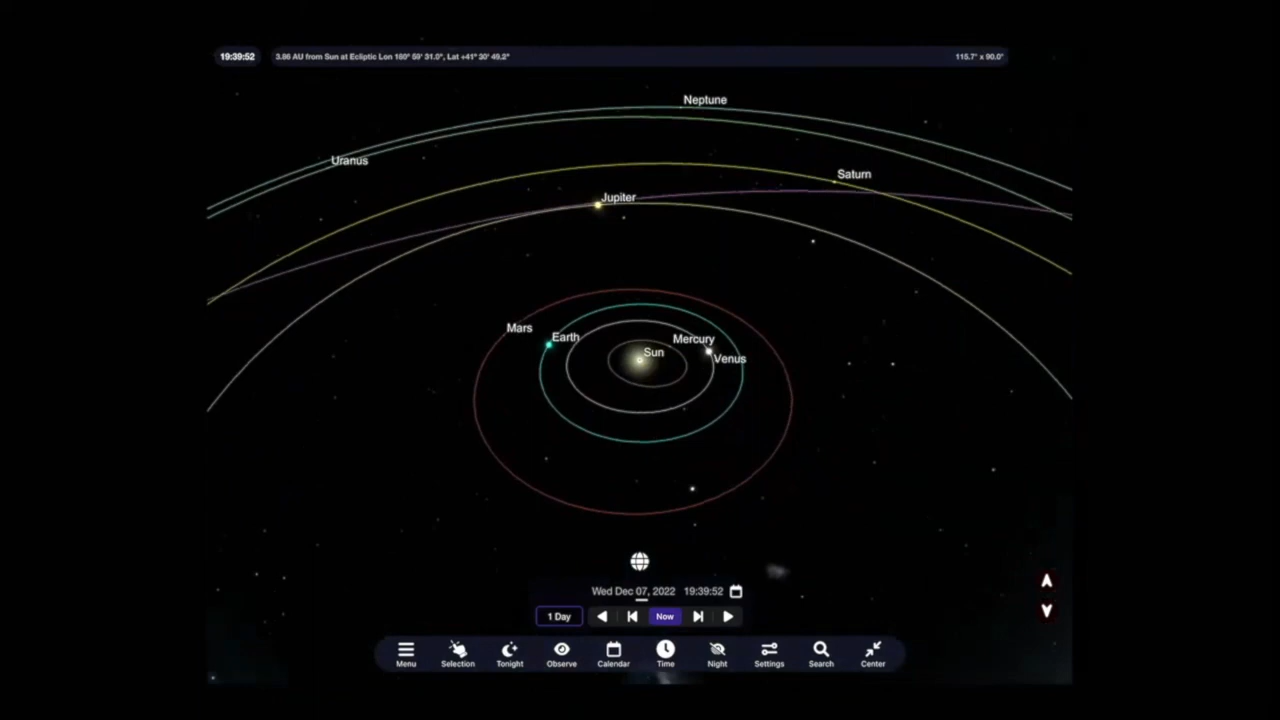 19:39:52 3.86 AU from Sun at Ecliptic Lon 160° 59' 31.0", Lat +41° 30' 49.2" 115.7° x 90.0°
Neptune
Uranus
Saturn
Jupiter
Mars
Earth
Mercury
Sun
Venus
Wed Dec 07, 2022 19:39:52
1 Day Now
Menu Selection Tonight Observe Calendar Time Night Settings Search Center